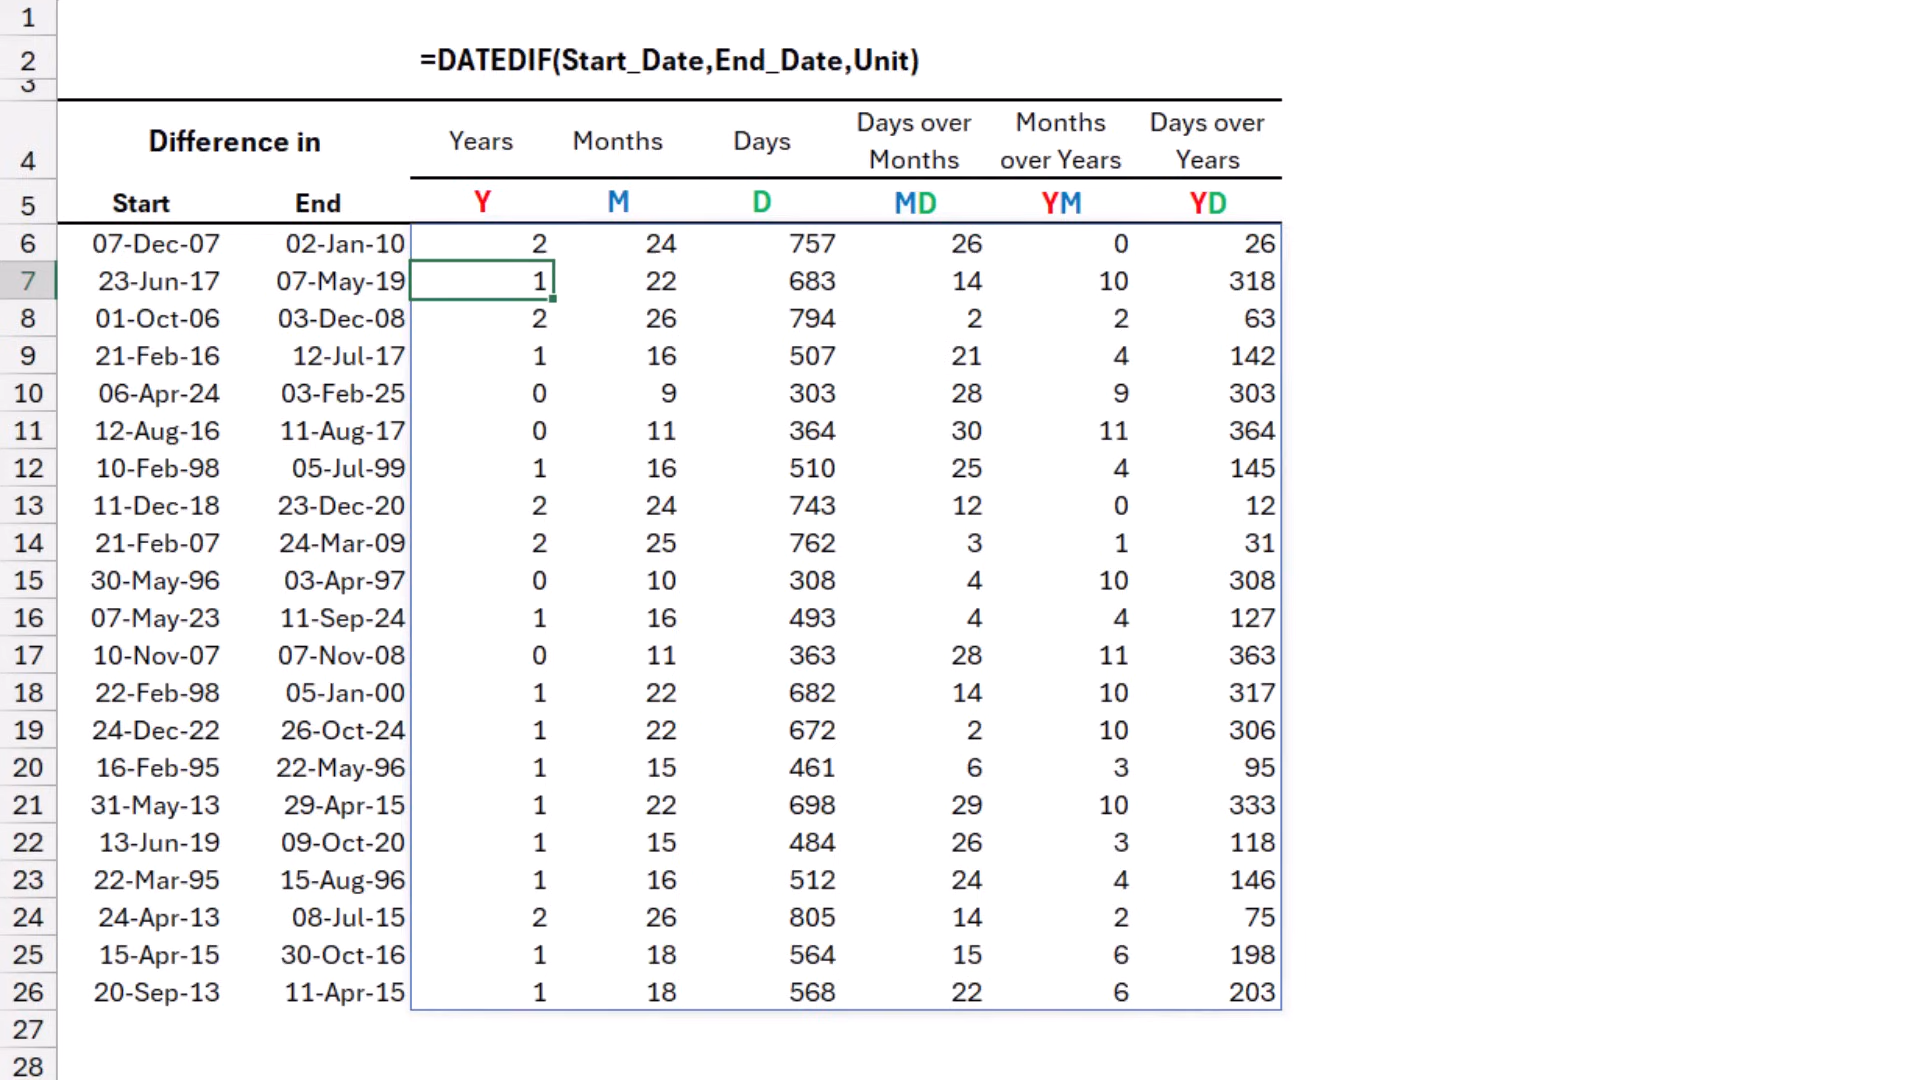 1
2 =DATEDIF(Start_Date,End_Date,Unit)
3
4 Difference in Years Months Days Days over Months Months over Years Days over Years
5 Start End Y M D MD YM YD
6 07-Dec-07 02-Jan-10 2 24 757 26 0 26
7 23-Jun-17 07-May-19 1 22 683 14 10 318
8 01-Oct-06 03-Dec-08 2 26 794 2 2 63
9 21-Feb-16 12-Jul-17 1 16 507 21 4 142
10 06-Apr-24 03-Feb-25 0 9 303 28 9 303
11 12-Aug-16 11-Aug-17 0 11 364 30 11 364
12 10-Feb-98 05-Jul-99 1 16 510 25 4 145
13 11-Dec-18 23-Dec-20 2 24 743 12 0 12
14 21-Feb-07 24-Mar-09 2 25 762 3 1 31
15 30-May-96 03-Apr-97 0 10 308 4 10 308
16 07-May-23 11-Sep-24 1 16 493 4 4 127
17 10-Nov-07 07-Nov-08 0 11 363 28 11 363
18 22-Feb-98 05-Jan-00 1 22 682 14 10 317
19 24-Dec-22 26-Oct-24 1 22 672 2 10 306
20 16-Feb-95 22-May-96 1 15 461 6 3 95
21 31-May-13 29-Apr-15 1 22 698 29 10 333
22 13-Jun-19 09-Oct-20 1 15 484 26 3 118
23 22-Mar-95 15-Aug-96 1 16 512 24 4 146
24 24-Apr-13 08-Jul-15 2 26 805 14 2 75
25 15-Apr-15 30-Oct-16 1 18 564 15 6 198
26 20-Sep-13 11-Apr-15 1 18 568 22 6 203
27
28